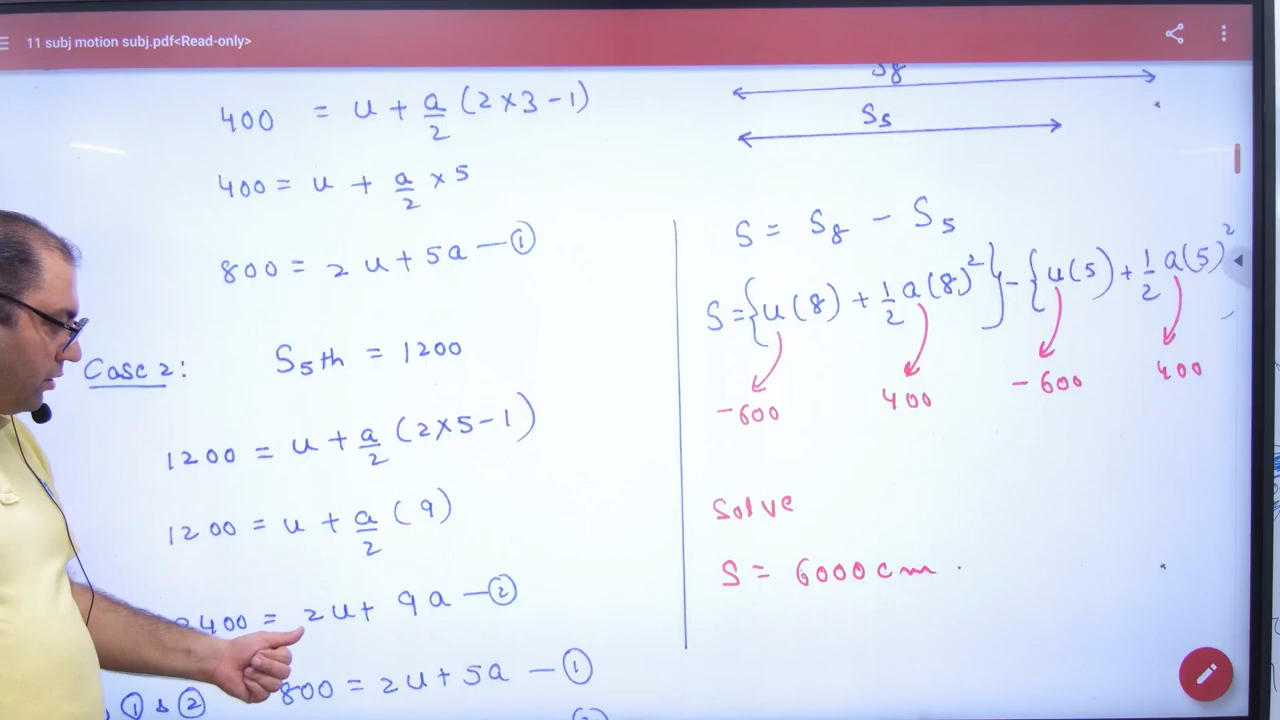 11 subj motion subj.pdf<Read-only>
400 = u + a/2 (2×3-1)
400 = u + a/2 × 5
800 = 2u + 5a — ①
Case 2: S5th = 1200
1200 = u + a/2 (2×5-1)
1200 = u + a/2 (9)
2400 = 2u + 9a — ②
800 = 2u + 5a — ①
① & ②
S8
S5
S = S8 - S5
S = {u(8) + 1/2 a(8)²} - {u(5) + 1/2 a(5)²
-600 400 -600 400
Solve
S = 6000 cm.